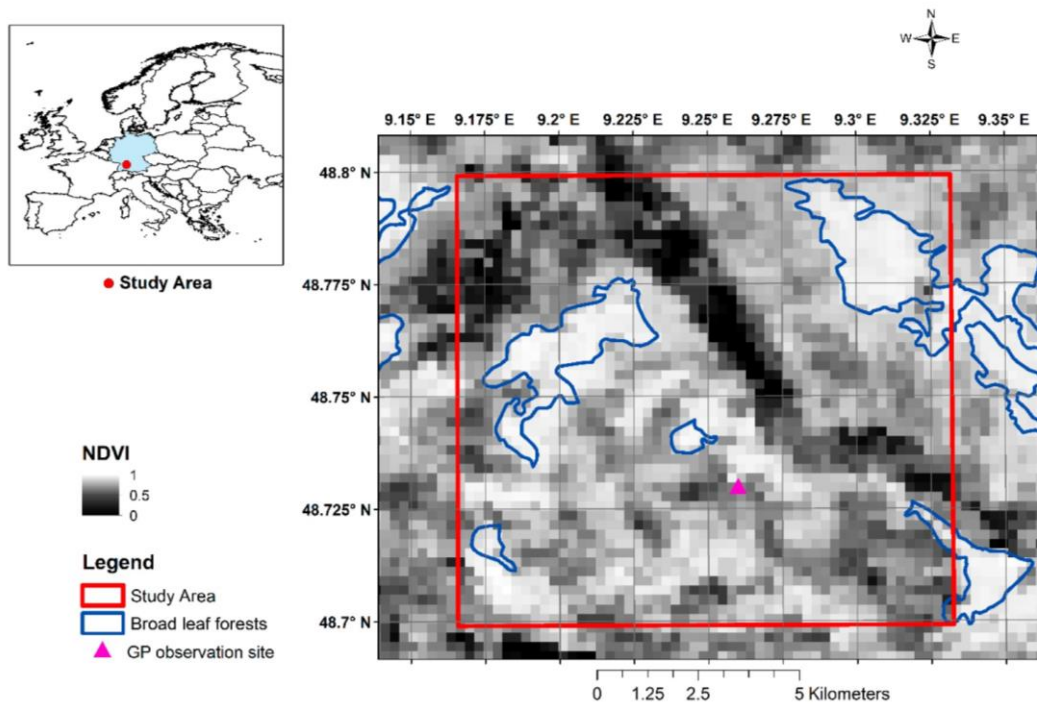 N
W E
S
9.15° E 9.175° E 9.2° E 9.225° E 9.25° E 9.275° E 9.3° E 9.325° E 9.35° E
48.8° N
48.775° N
48.75° N
48.725° N
48.7° N
Study Area
NDVI
1
0.5
0
Legend
Study Area
Broad leaf forests
GP observation site
0 1.25 2.5 5 Kilometers